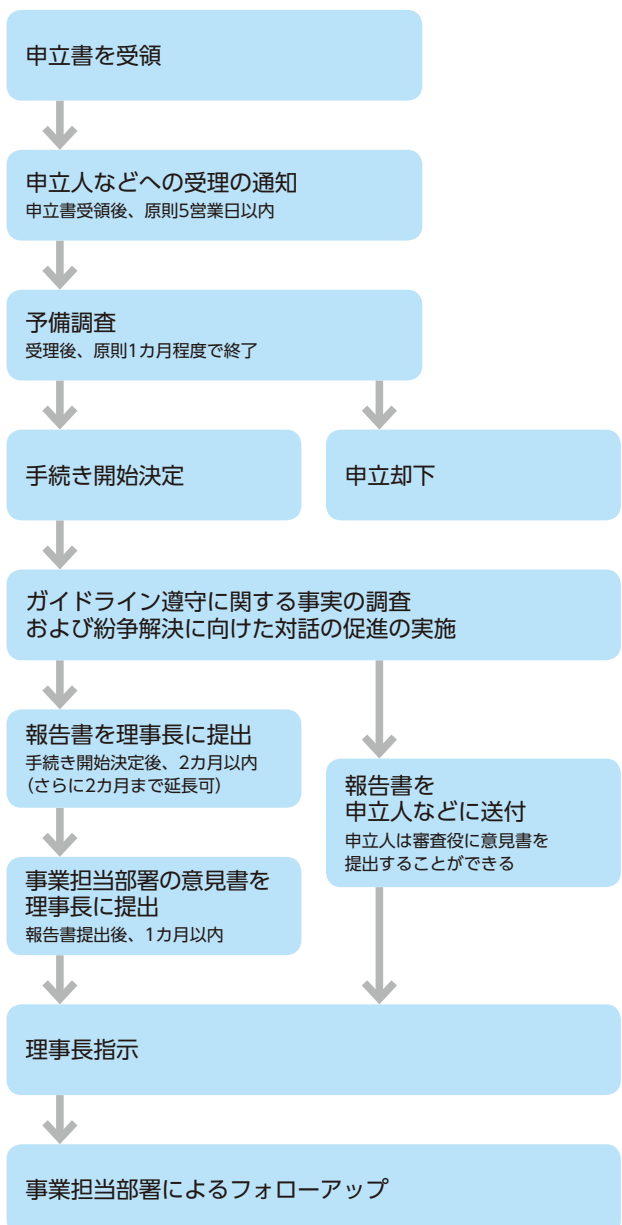 申立書を受領
申立人などへの受理の通知
申立書受領後、原則5営業日以内
予備調査
受理後、原則1カ月程度で終了
手続き開始決定
申立却下
ガイドライン遵守に関する事実の調査
および紛争解決に向けた対話の促進の実施
報告書を理事長に提出
手続き開始決定後、2カ月以内
(さらに2カ月まで延長可)
報告書を
申立人などに送付
申立人は審査役に意見書を
提出することができる
事業担当部署の意見書を
理事長に提出
報告書提出後、1カ月以内
理事長指示
事業担当部署によるフォローアップ